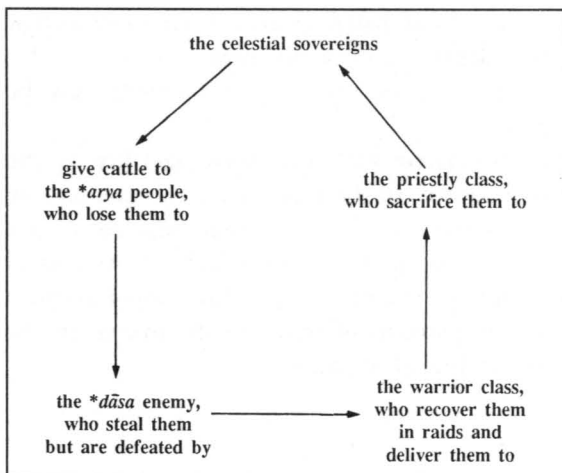 the celestial sovereigns
give cattle to
the *arya people,
who lose them to
the *dāsa enemy,
who steal them
but are defeated by
the warrior class,
who recover them
in raids and
deliver them to
the priestly class,
who sacrifice them to